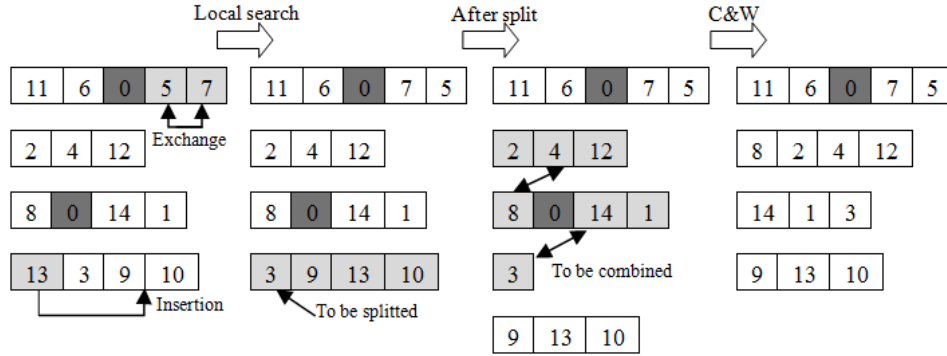 Local search After split C&W
11 6 0 5 7 11 6 0 7 5 11 6 0 7 5 11 6 0 7 5
Exchange
2 4 12 2 4 12 2 4 12 8 2 4 12
8 0 14 1 8 0 14 1 8 0 14 1 14 1 3
13 3 9 10 3 9 13 10 3 To be combined 9 13 10
Insertion To be splitted
9 13 10